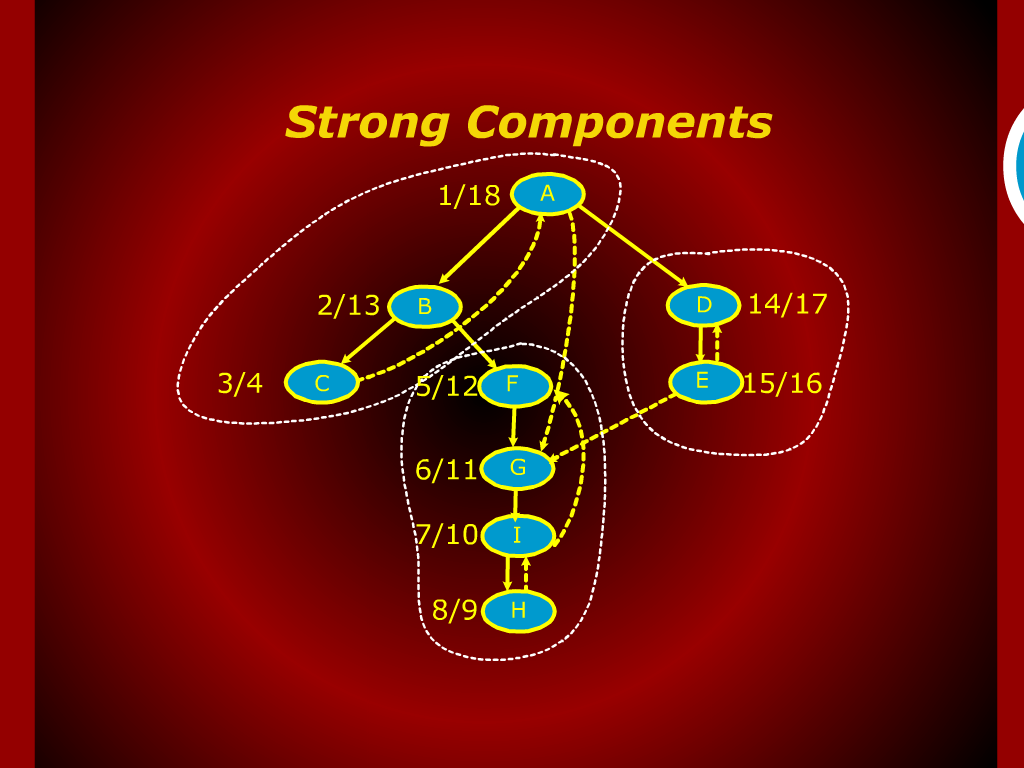 Strong Components
1/18 A
2/13 B
D 14/17
3/4 C
5/12 F
E 15/16
6/11 G
7/10 I
8/9 H